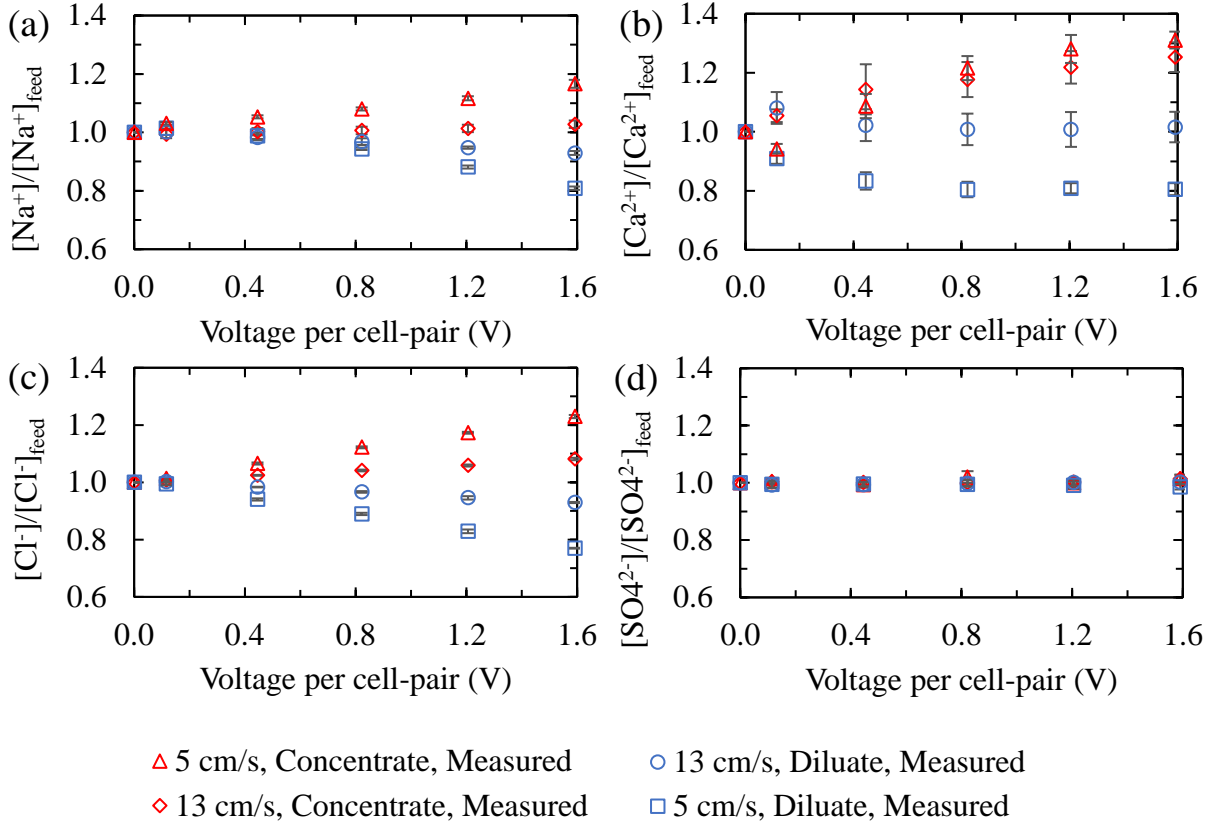 (a)
1.4
1.2
1.0
0.8
0.6
[Na⁺]/[Na⁺]feed
0.0 0.4 0.8 1.2 1.6
Voltage per cell-pair (V)
(b)
1.4
1.2
1.0
0.8
0.6
[Ca²⁺]/[Ca²⁺]feed
0.0 0.4 0.8 1.2 1.6
Voltage per cell-pair (V)
(c)
1.4
1.2
1.0
0.8
0.6
[Cl⁻]/[Cl⁻]feed
0.0 0.4 0.8 1.2 1.6
Voltage per cell-pair (V)
(d)
1.4
1.2
1.0
0.8
0.6
[SO4²⁻]/[SO4²⁻]feed
0.0 0.4 0.8 1.2 1.6
Voltage per cell-pair (V)
5 cm/s, Concentrate, Measured
13 cm/s, Diluate, Measured
13 cm/s, Concentrate, Measured
5 cm/s, Diluate, Measured